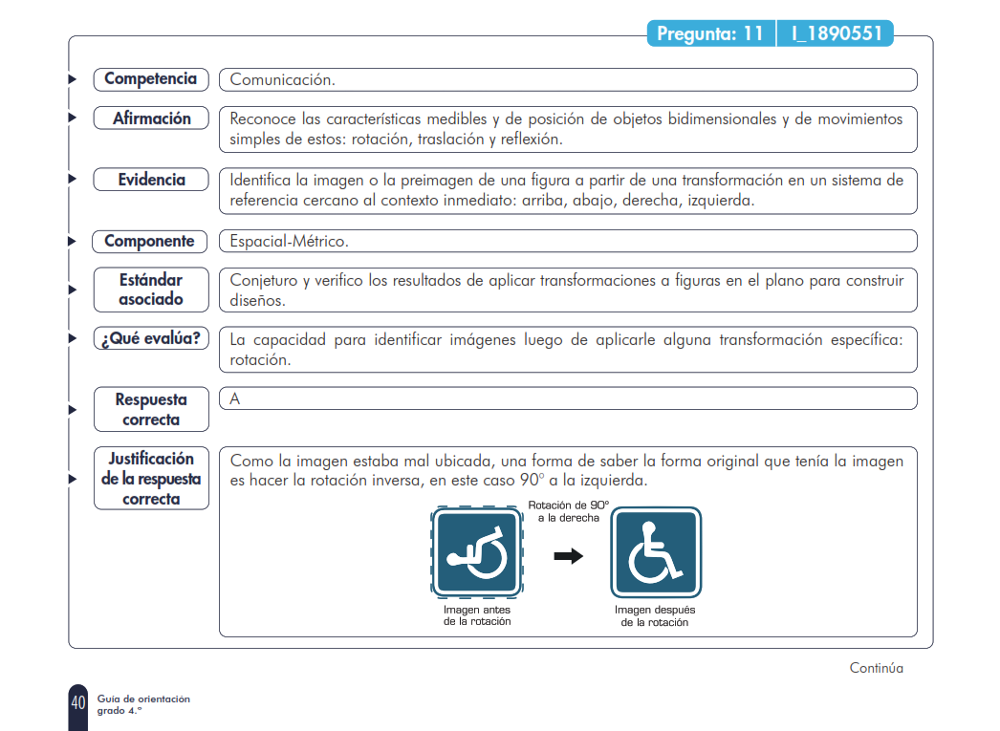 Pregunta: 11 I_1890551
Competencia
Comunicación.
Afirmación
Reconoce las características medibles y de posición de objetos bidimensionales y de movimientos
simples de estos: rotación, traslación y reflexión.
Evidencia
Identifica la imagen o la preimagen de una figura a partir de una transformación en un sistema de
referencia cercano al contexto inmediato: arriba, abajo, derecha, izquierda.
Componente
Espacial-Métrico.
Estándar
asociado
Conjeturo y verifico los resultados de aplicar transformaciones a figuras en el plano para construir
diseños.
¿Qué evalúa?
La capacidad para identificar imágenes luego de aplicarle alguna transformación específica:
rotación.
Respuesta
correcta
A
Justificación
de la respuesta
correcta
Como la imagen estaba mal ubicada, una forma de saber la forma original que tenía la imagen
es hacer la rotación inversa, en este caso 90° a la izquierda.
Rotación de 90°
a la derecha
Imagen antes
de la rotación
Imagen después
de la rotación
Continúa
40
Guía de orientación
grado 4.º